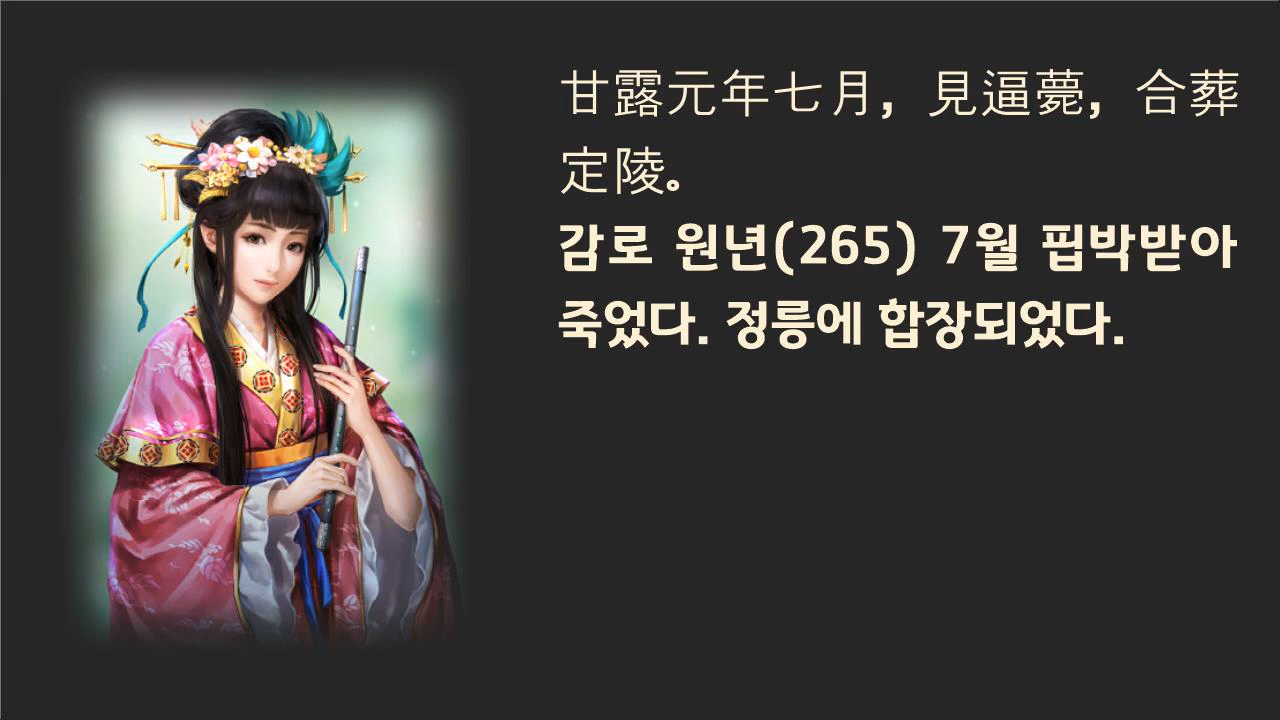 甘露元年七月，見逼薨，合葬
定陵。
감로 원년(265) 7월 핍박받아
죽었다. 정릉에 합장되었다.